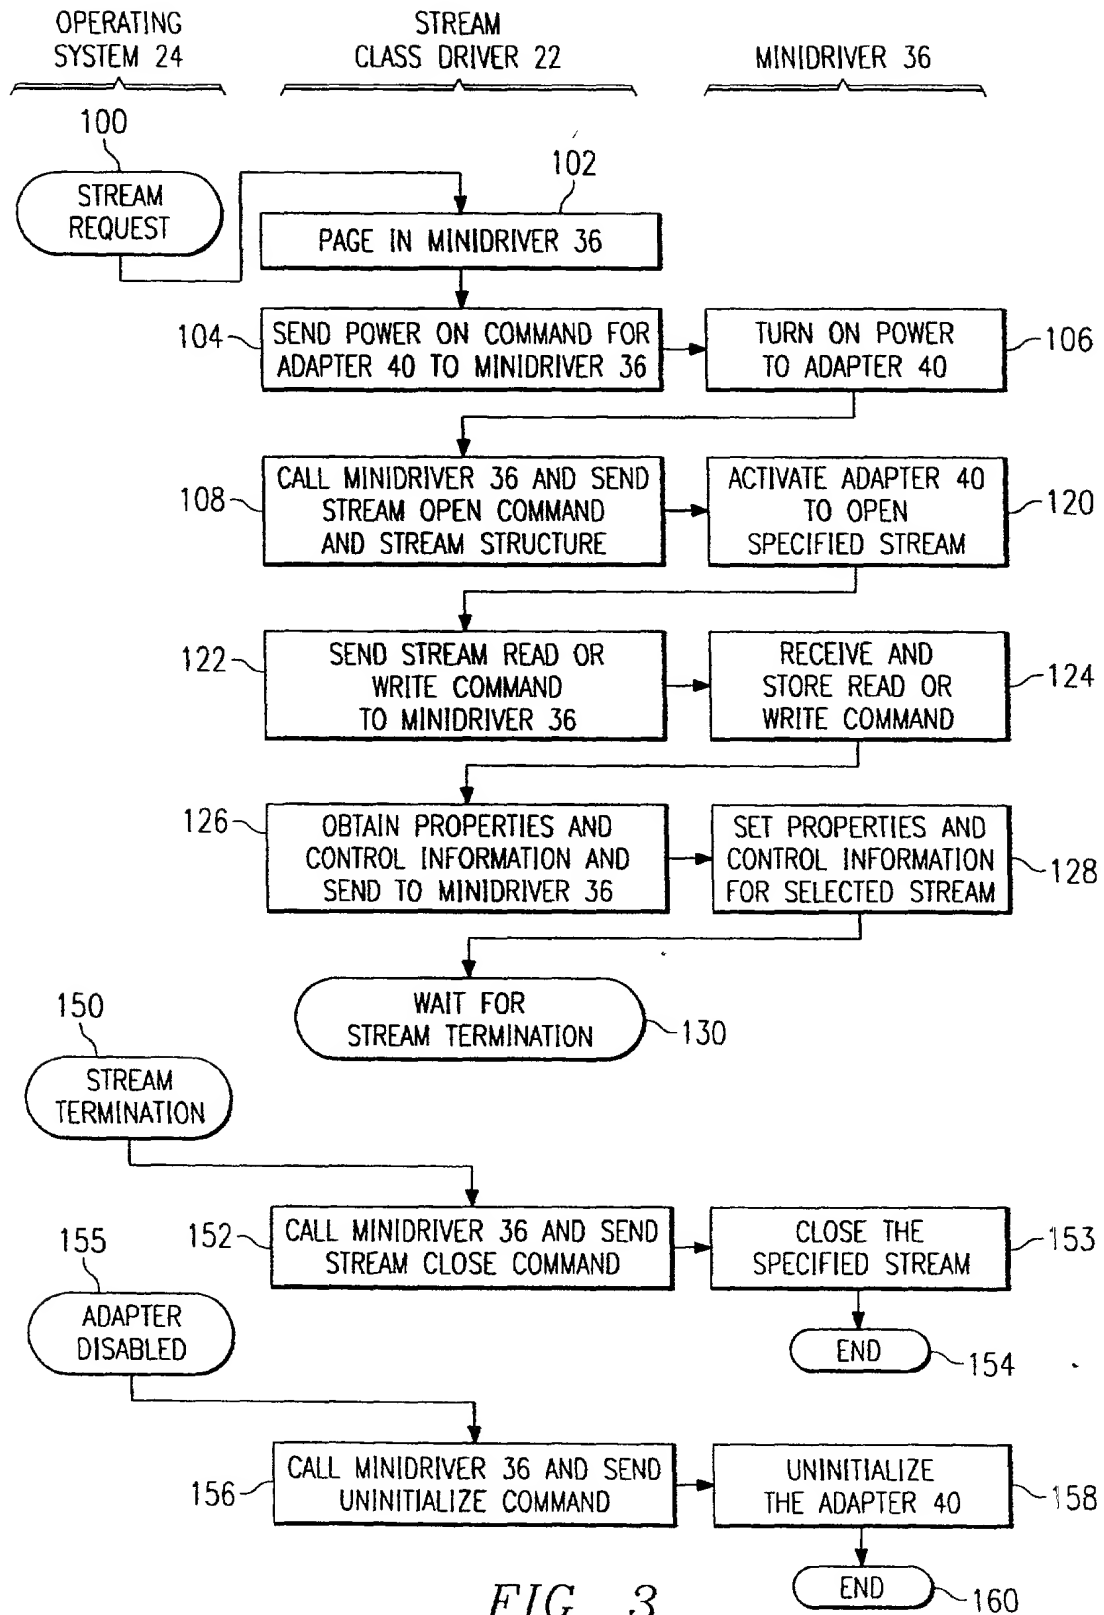 OPERATING
SYSTEM 24
STREAM
CLASS DRIVER 22
MINIDRIVER 36
100
STREAM
REQUEST
102
PAGE IN MINIDRIVER 36
104
SEND POWER ON COMMAND FOR
ADAPTER 40 TO MINIDRIVER 36
TURN ON POWER
TO ADAPTER 40
106
108
CALL MINIDRIVER 36 AND SEND
STREAM OPEN COMMAND
AND STREAM STRUCTURE
ACTIVATE ADAPTER 40
TO OPEN
SPECIFIED STREAM
120
122
SEND STREAM READ OR
WRITE COMMAND
TO MINIDRIVER 36
RECEIVE AND
STORE READ OR
WRITE COMMAND
124
126
OBTAIN PROPERTIES AND
CONTROL INFORMATION AND
SEND TO MINIDRIVER 36
SET PROPERTIES AND
CONTROL INFORMATION
FOR SELECTED STREAM
128
WAIT FOR
STREAM TERMINATION
130
150
STREAM
TERMINATION
152
CALL MINIDRIVER 36 AND SEND
STREAM CLOSE COMMAND
CLOSE THE
SPECIFIED STREAM
153
END
154
155
ADAPTER
DISABLED
156
CALL MINIDRIVER 36 AND SEND
UNINITIALIZE COMMAND
UNINITIALIZE
THE ADAPTER 40
158
END
160
FIG. 3